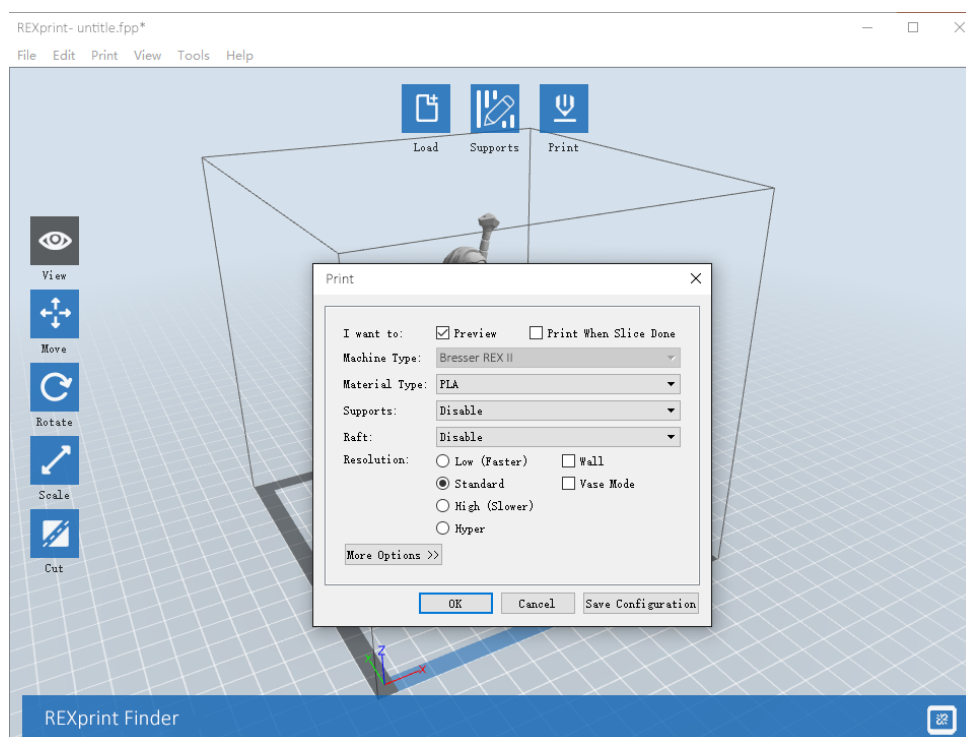 REXprint- untitle.fpp*
File Edit Print View Tools Help
Load Supports Print
View
Move
Rotate
Scale
Cut
Print
I want to: Preview Print When Slice Done
Machine Type: Bresser REX II
Material Type: PLA
Supports: Disable
Raft: Disable
Resolution: Low (Faster) Wall
Standard Vase Mode
High (Slower)
Hyper
More Options >>
OK Cancel Save Configuration
Z
Y
X
REXprint Finder